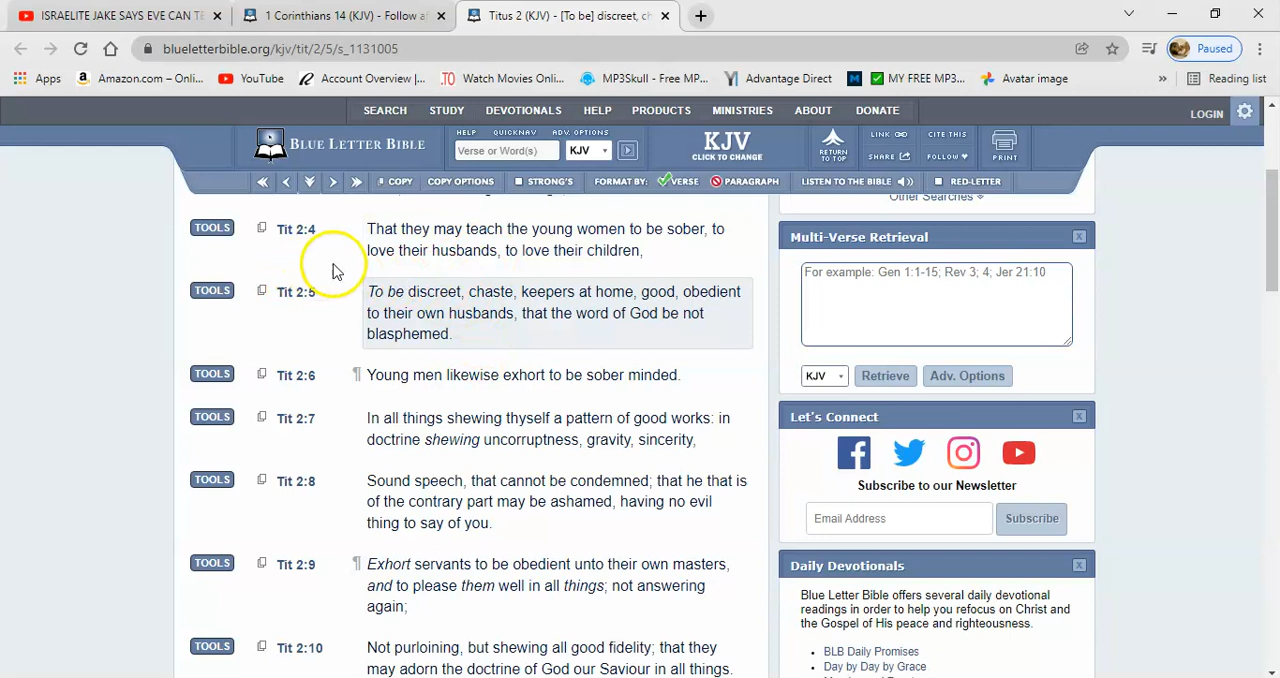 ISRAELITE JAKE SAYS EVE CAN TE
1 Corinthians 14 (KJV) - Follow af
Titus 2 (KJV) - [To be] discreet, ch
blueletterbible.org/kjv/tit/2/5/s_1131005
Paused
Apps
Amazon.com – Onli...
YouTube
Account Overview |...
Watch Movies Onlin...
MP3Skull - Free MP...
Advantage Direct
MY FREE MP3...
Avatar image
»
Reading list
SEARCH STUDY DEVOTIONALS HELP PRODUCTS MINISTRIES ABOUT DONATE
LOGIN
BLUE LETTER BIBLE
HELP QUICKNAV ADV. OPTIONS
Verse or Word(s)
KJV
KJV
CLICK TO CHANGE
RETURN
TO TOP
LINK
CITE THIS
SHARE
FOLLOW
PRINT
COPY COPY OPTIONS STRONG'S FORMAT BY: VERSE PARAGRAPH LISTEN TO THE BIBLE RED-LETTER
Other Searches
TOOLS Tit 2:4 That they may teach the young women to be sober, to
love their husbands, to love their children,
TOOLS Tit 2:5 To be discreet, chaste, keepers at home, good, obedient
to their own husbands, that the word of God be not
blasphemed.
TOOLS Tit 2:6 ¶ Young men likewise exhort to be sober minded.
TOOLS Tit 2:7 In all things shewing thyself a pattern of good works: in
doctrine shewing uncorruptness, gravity, sincerity,
TOOLS Tit 2:8 Sound speech, that cannot be condemned; that he that is
of the contrary part may be ashamed, having no evil
thing to say of you.
TOOLS Tit 2:9 ¶ Exhort servants to be obedient unto their own masters,
and to please them well in all things; not answering
again;
TOOLS Tit 2:10 Not purloining, but shewing all good fidelity; that they
may adorn the doctrine of God our Saviour in all things.
Multi-Verse Retrieval
For example: Gen 1:1-15; Rev 3; 4; Jer 21:10
KJV Retrieve Adv. Options
Let's Connect
Subscribe to our Newsletter
Email Address Subscribe
Daily Devotionals
Blue Letter Bible offers several daily devotional
readings in order to help you refocus on Christ and
the Gospel of His peace and righteousness.
BLB Daily Promises
Day by Day by Grace